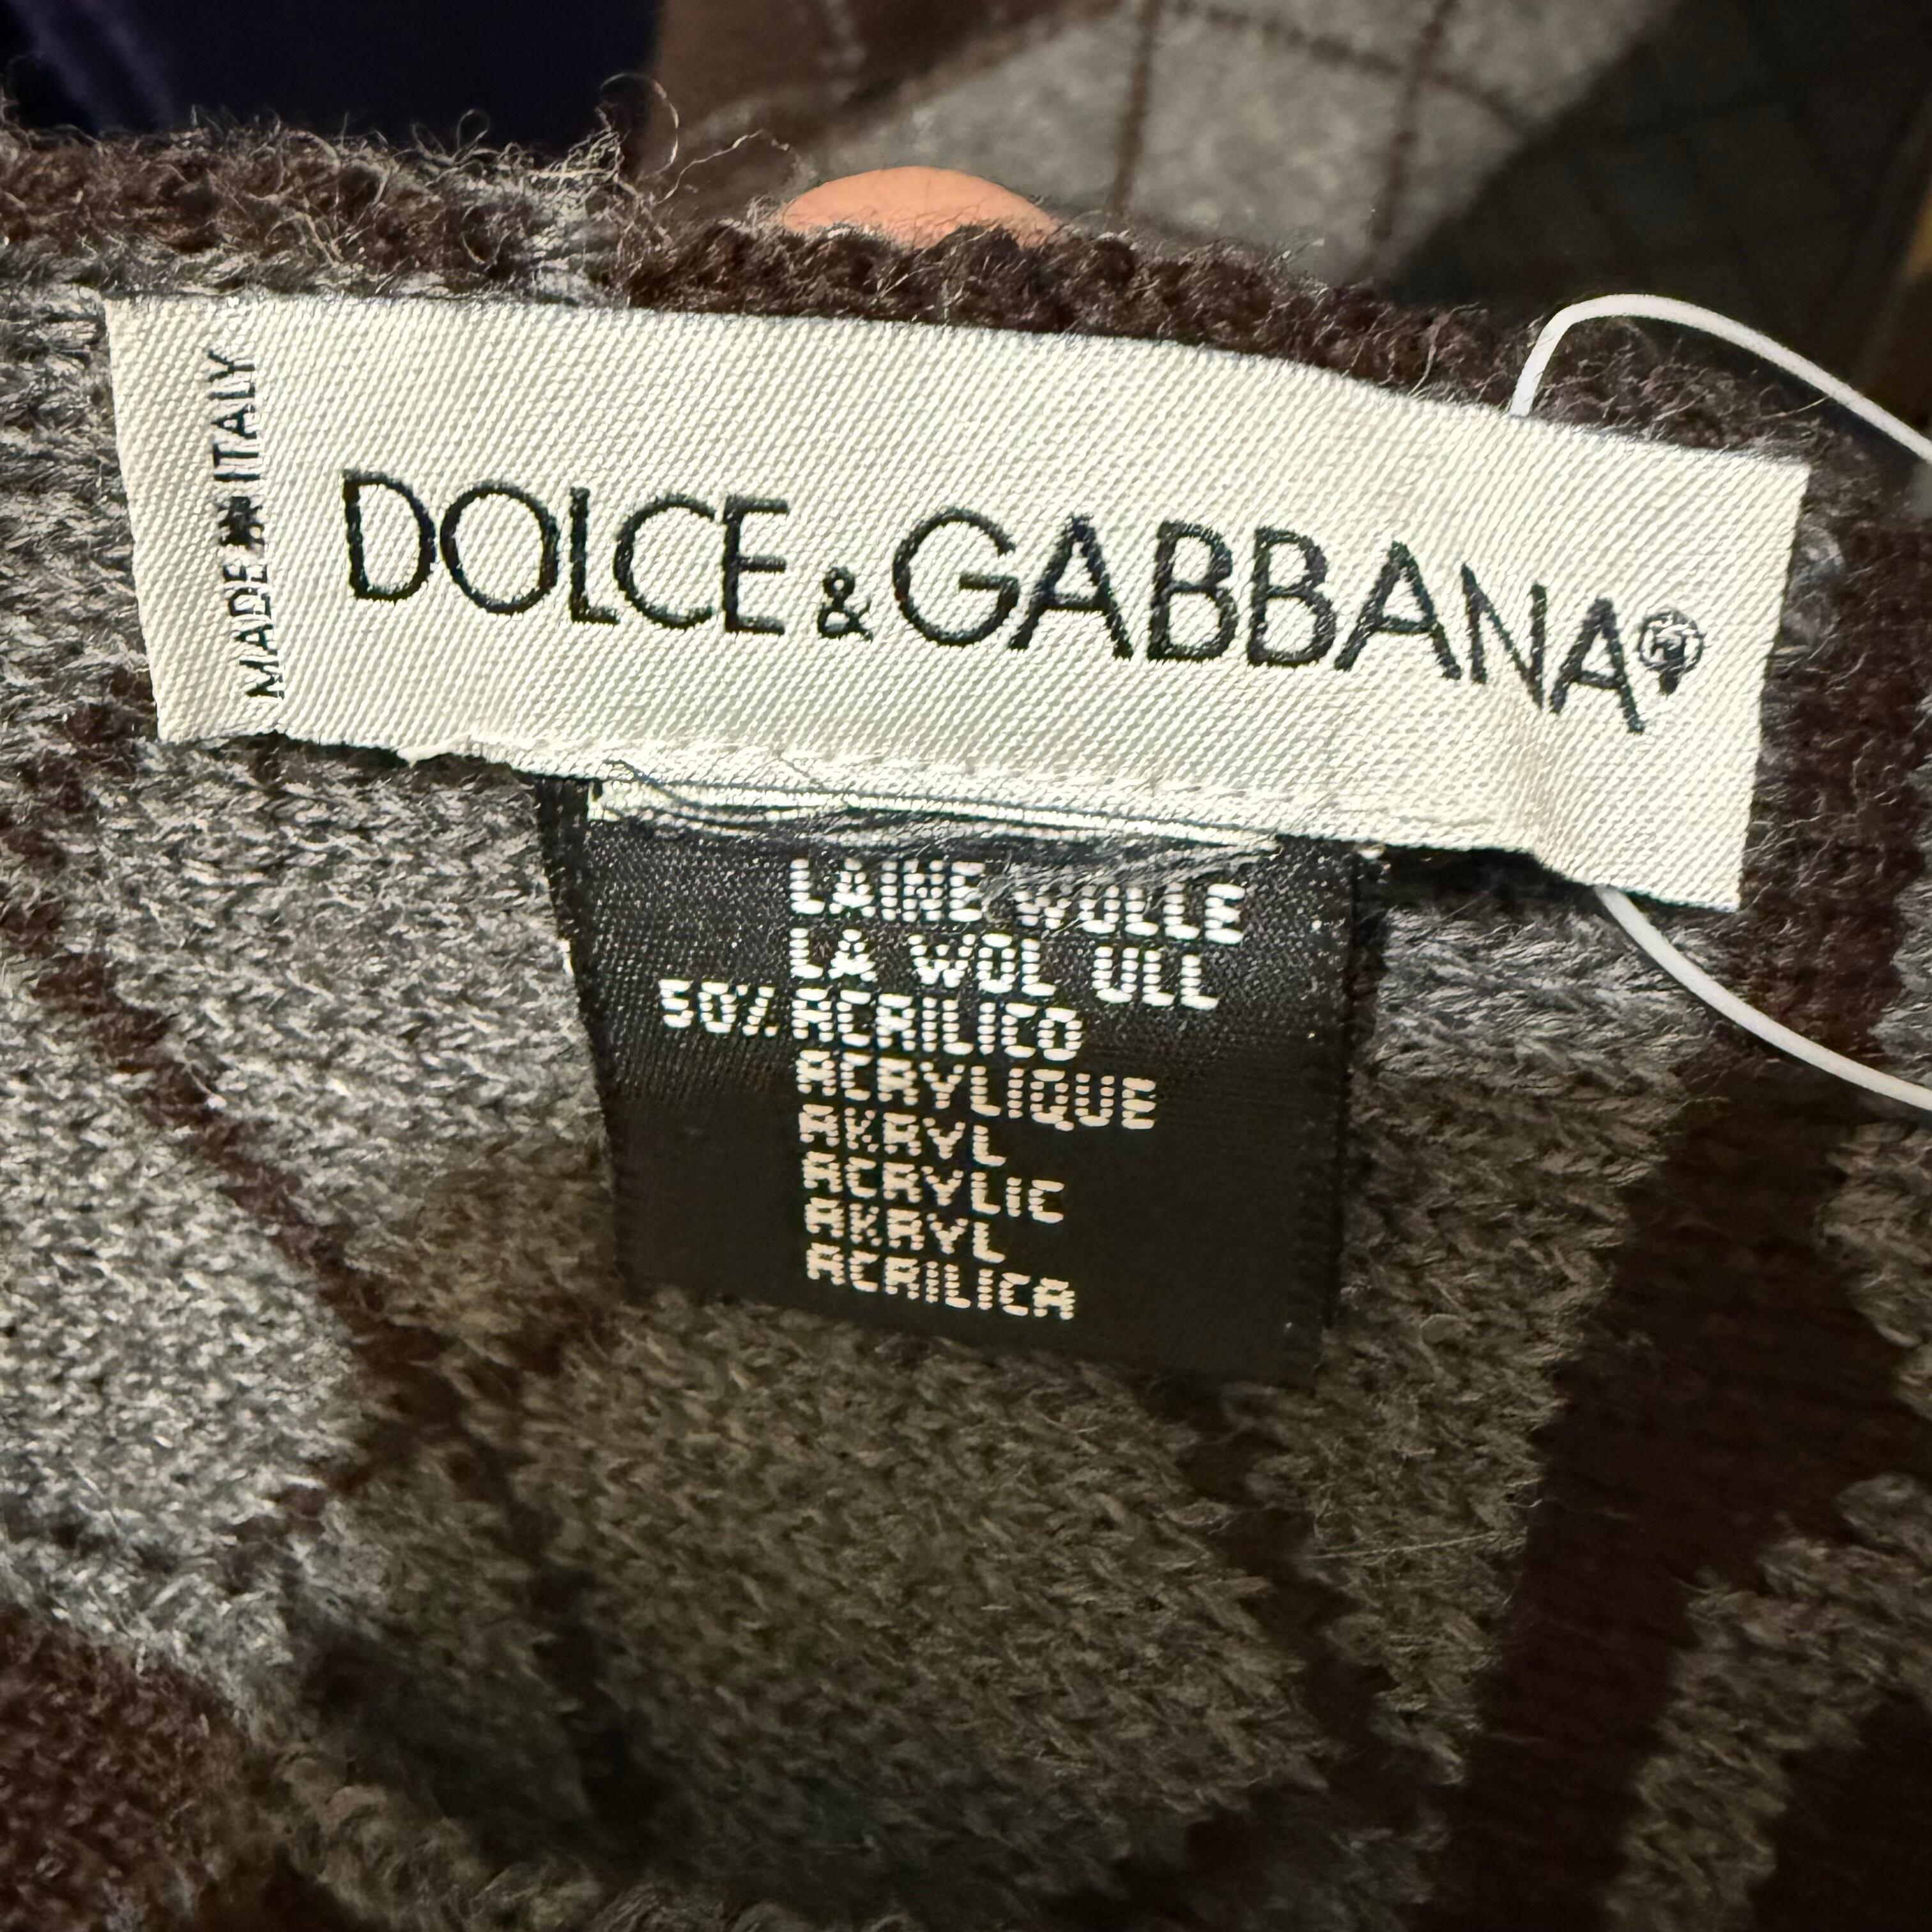 MADE IN ITALY
DOLCE & GABBANA®
LAINE WOLLE
LA WOL ULL
50% ACRILICO
ACRYLIQUE
AKRYL
ACRYLIC
AKRYL
ACRILICA